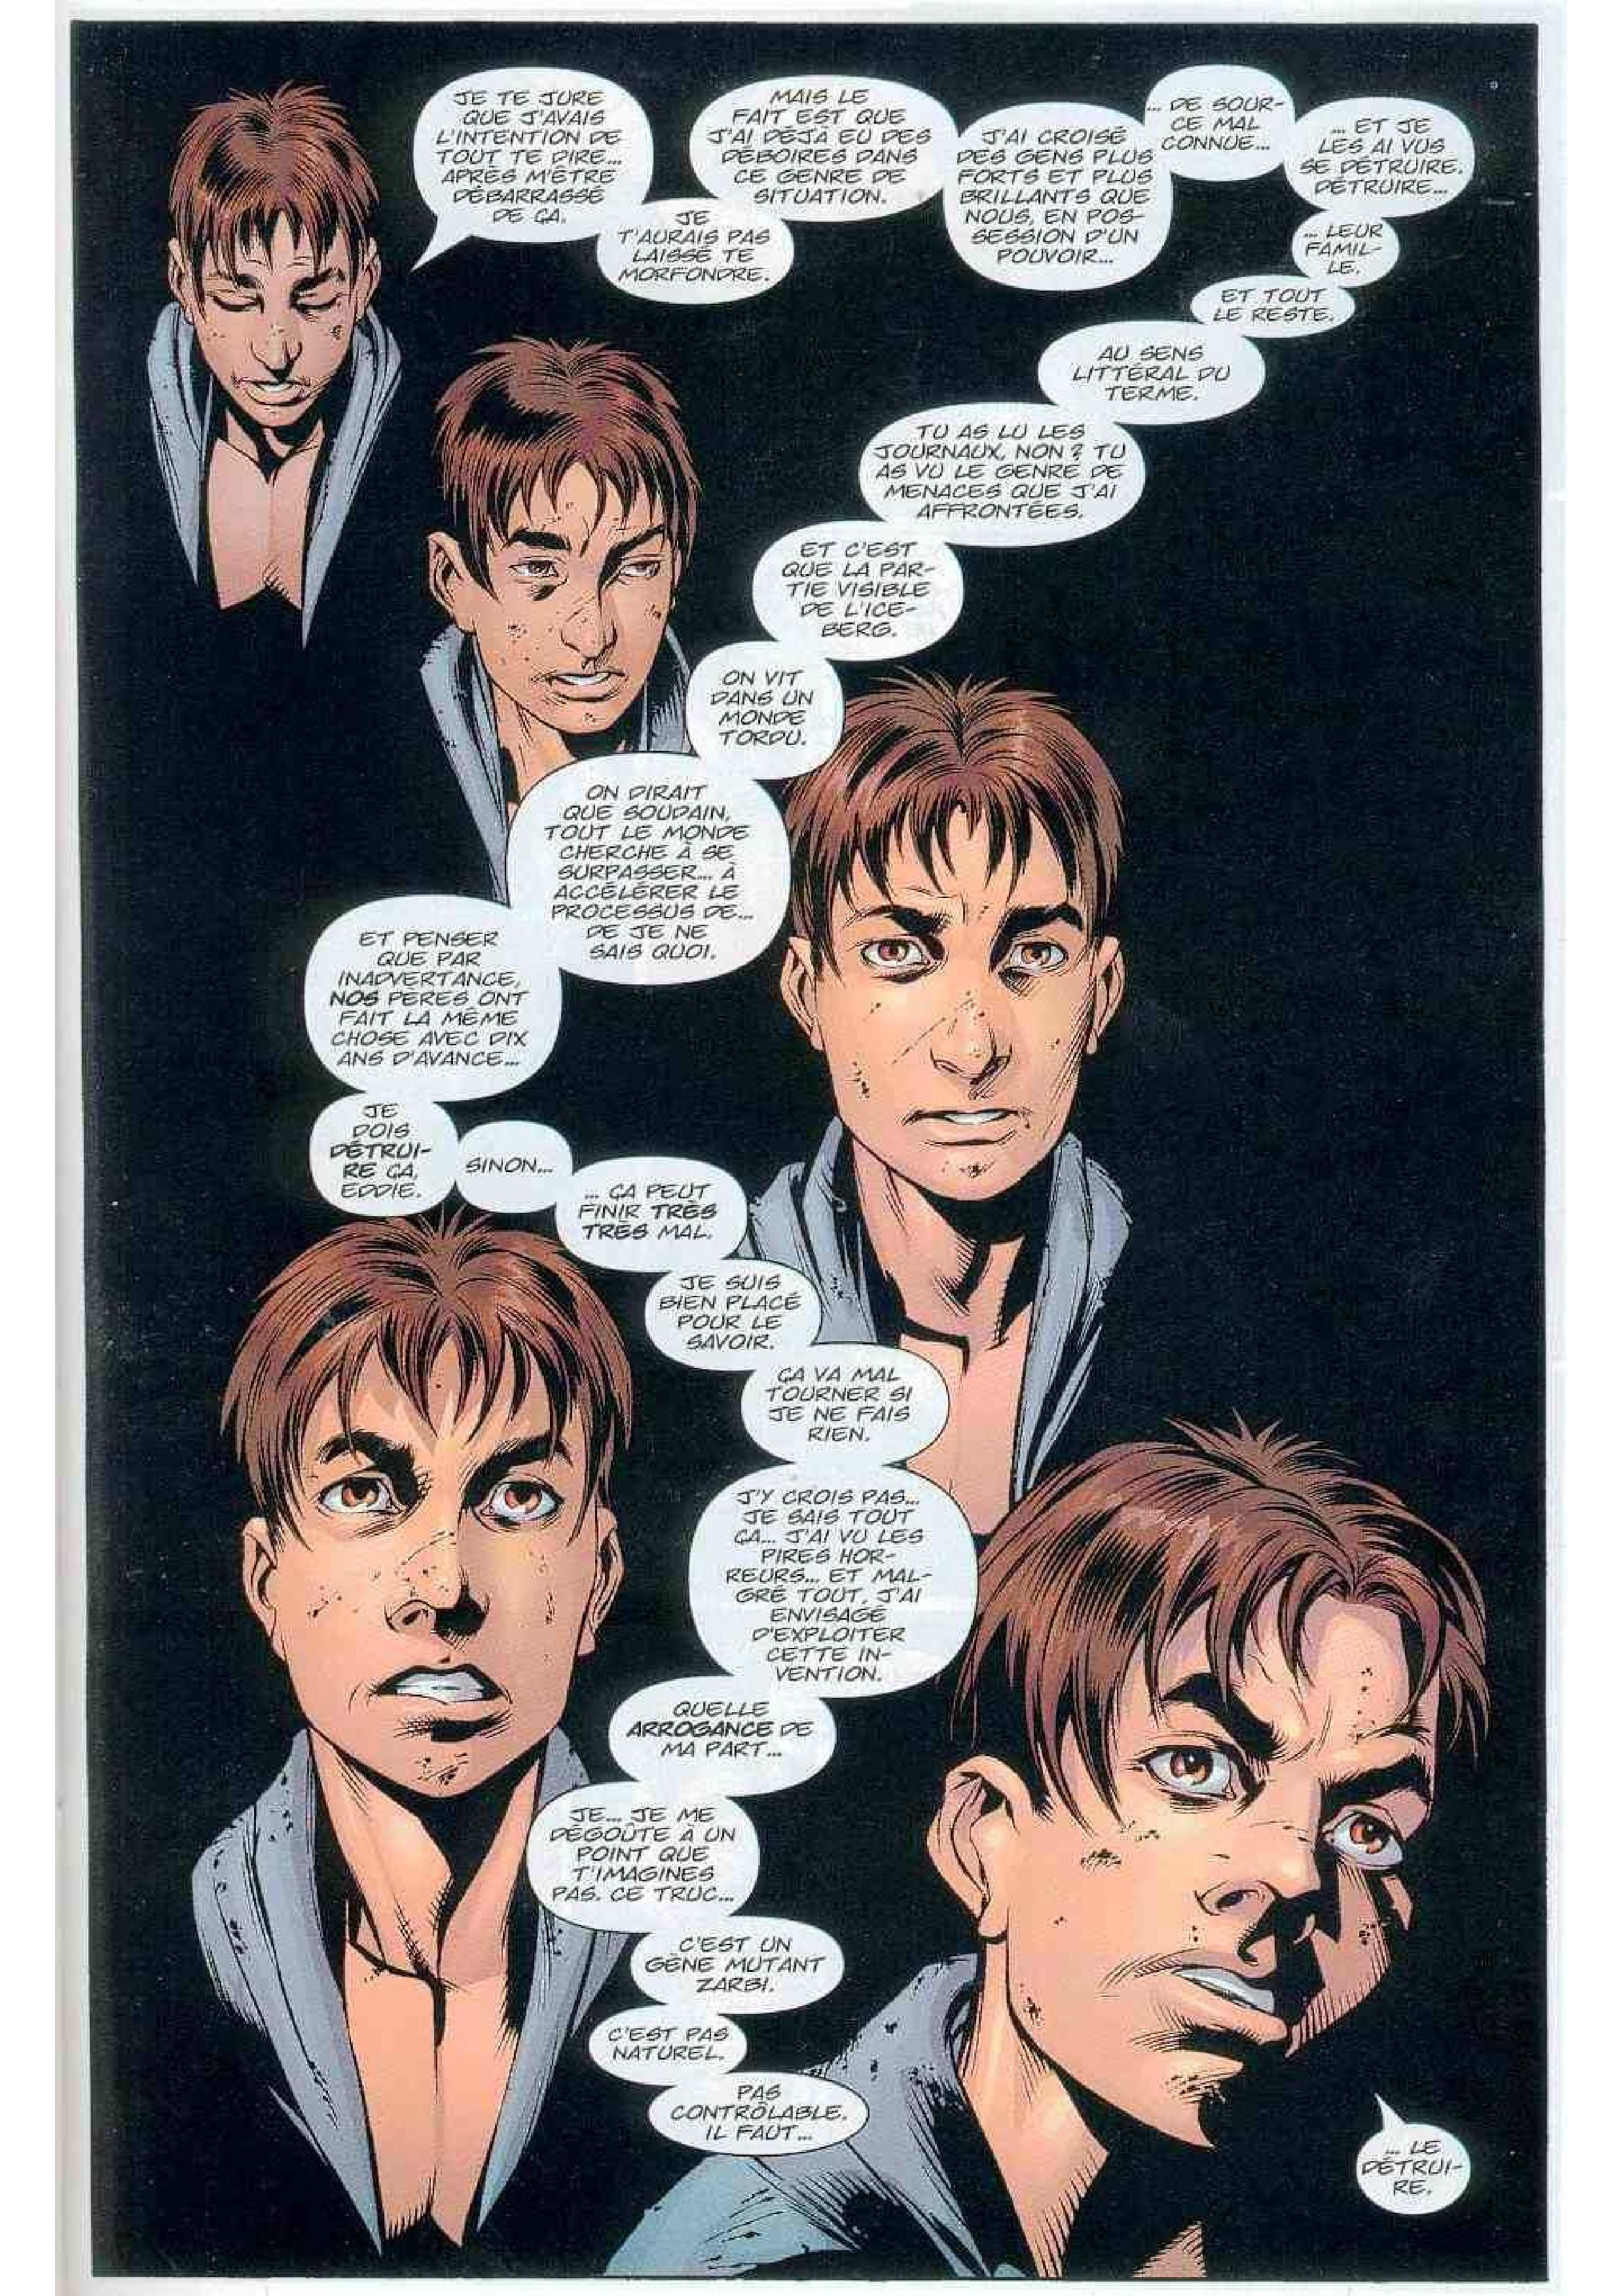 JE TE JURE
QUE J'AVAIS
L'INTENTION DE
TOUT TE DIRE...
APRÈS M'ÊTRE
DÉBARRASSÉ
DE ÇA.
JE
T'AURAIS PAS
LAISSÉ TE
MORFONDRE.
MAIS LE
FAIT EST QUE
J'AI DÉJÀ EU DES
DÉBOIRES DANS
CE GENRE DE
SITUATION.
J'AI CROISÉ
DES GENS PLUS
FORTS ET PLUS
BRILLANTS QUE
NOUS, EN POS-
SESSION D'UN
POUVOIR...
... DE SOUR-
CE MAL
CONNUE...
... ET JE
LES AI VUS
SE DÉTRUIRE.
DÉTRUIRE...
... LEUR
FAMIL-
LE.
ET TOUT
LE RESTE.
AU SENS
LITTÉRAL DU
TERME.
TU AS LU LES
JOURNAUX, NON ? TU
AS VU LE GENRE DE
MENACES QUE J'AI
AFFRONTÉES.
ET C'EST
QUE LA PAR-
TIE VISIBLE
DE L'ICE-
BERG.
ON VIT
DANS UN
MONDE
TORDU.
ON DIRAIT
QUE SOUDAIN,
TOUT LE MONDE
CHERCHE À SE
SURPASSER... À
ACCÉLÉRER LE
PROCESSUS DE...
DE JE NE
SAIS QUOI.
ET PENSER
QUE PAR
INADVERTANCE,
NOS PÈRES ONT
FAIT LA MÊME
CHOSE AVEC DIX
ANS D'AVANCE...
JE
DOIS
DÉTRUI-
RE ÇA,
EDDIE.
SINON...
... ÇA PEUT
FINIR TRÈS
TRÈS MAL.
JE SUIS
BIEN PLACÉ
POUR LE
SAVOIR.
ÇA VA MAL
TOURNER SI
JE NE FAIS
RIEN.
J'Y CROIS PAS...
JE SAIS TOUT
ÇA... J'AI VU LES
PIRES HOR-
REURS... ET MAL-
GRÉ TOUT, J'AI
ENVISAGÉ
D'EXPLOITER
CETTE IN-
VENTION.
QUELLE
ARROGANCE DE
MA PART...
JE... JE ME
DÉGOÛTE À UN
POINT QUE
T'IMAGINES
PAS. CE TRUC...
C'EST UN
GÈNE MUTANT
ZARBI.
C'EST PAS
NATUREL.
PAS
CONTRÔLABLE.
IL FAUT...
... LE
DÉTRUI-
RE.